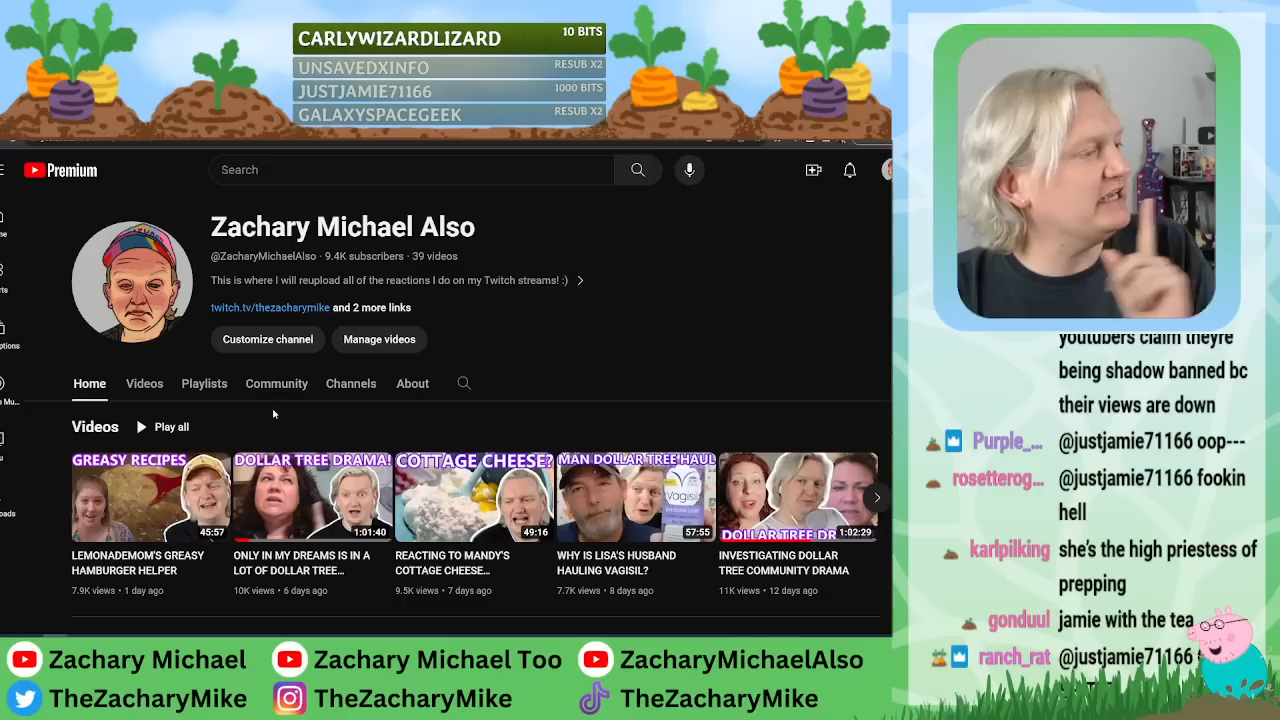 CARLYWIZARDLIZARD 10 BITS
UNSAVEDXINFO RESUB X2
JUSTJAMIE71166 1000 BITS
GALAXYSPACEGEEK RESUB X2
Premium
Search
Zachary Michael Also
@ZacharyMichaelAlso · 9.4K subscribers · 39 videos
This is where I will reupload all of the reactions I do on my Twitch streams! :)
twitch.tv/thezacharymike and 2 more links
Customize channel Manage videos
Home Videos Playlists Community Channels About
Videos Play all
GREASY RECIPES DOLLAR TREE DRAMA! COTTAGE CHEESE? MAN DOLLAR TREE HAUL
Vagisil
DOLLAR TREE DR
45:57 1:01:40 49:16 57:55 1:02:29
LEMONADEMOM'S GREASY HAMBURGER HELPER
7.9K views · 1 day ago
ONLY IN MY DREAMS IS IN A LOT OF DOLLAR TREE...
10K views · 6 days ago
REACTING TO MANDY'S COTTAGE CHEESE...
9.5K views · 7 days ago
WHY IS LISA'S HUSBAND HAULING VAGISIL?
7.7K views · 8 days ago
INVESTIGATING DOLLAR TREE COMMUNITY DRAMA
11K views · 12 days ago
youtubers claim theyre
being shadow banned bc
their views are down
Purple_... @justjamie71166 oop---
rosetterog... @justjamie71166 fookin
hell
karlpilking she's the high priestess of
prepping
gonduul jamie with the tea
ranch_rat @justjamie71166
Zachary Michael Zachary Michael Too ZacharyMichaelAlso
TheZacharyMike TheZacharyMike TheZacharyMike